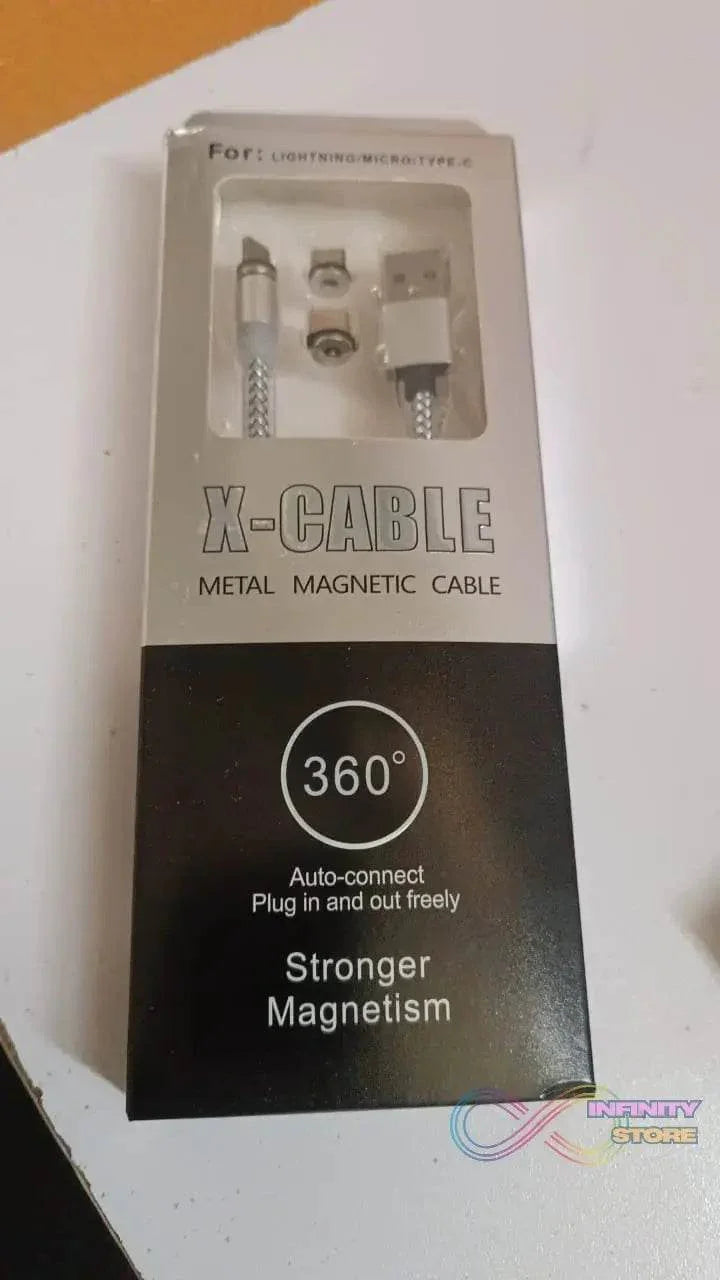 For: LIGHTNING/MICRO/TYPE-C
X-CABLE
METAL MAGNETIC CABLE
360°
Auto-connect
Plug in and out freely
Stronger
Magnetism
INFINITY
STORE